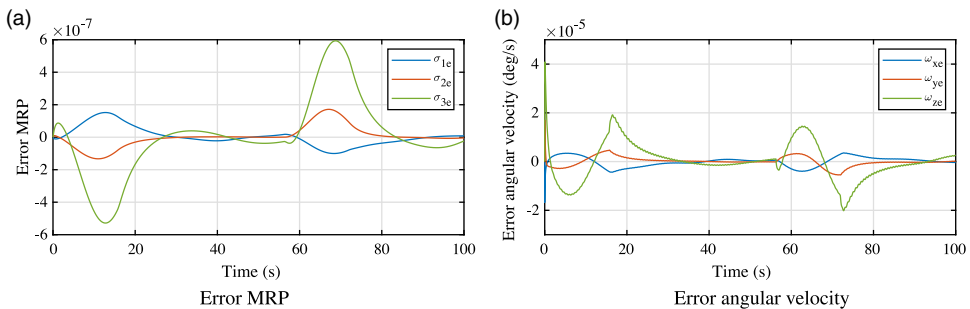 (a)
×10⁻⁷
6
4
2
0
-2
-4
-6
Error MRP
σ1e
σ2e
σ3e
0 20 40 60 80 100
Time (s)
Error MRP
(b)
×10⁻⁵
4
2
0
-2
Error angular velocity (deg/s)
ωxe
ωye
ωze
0 20 40 60 80 100
Time (s)
Error angular velocity